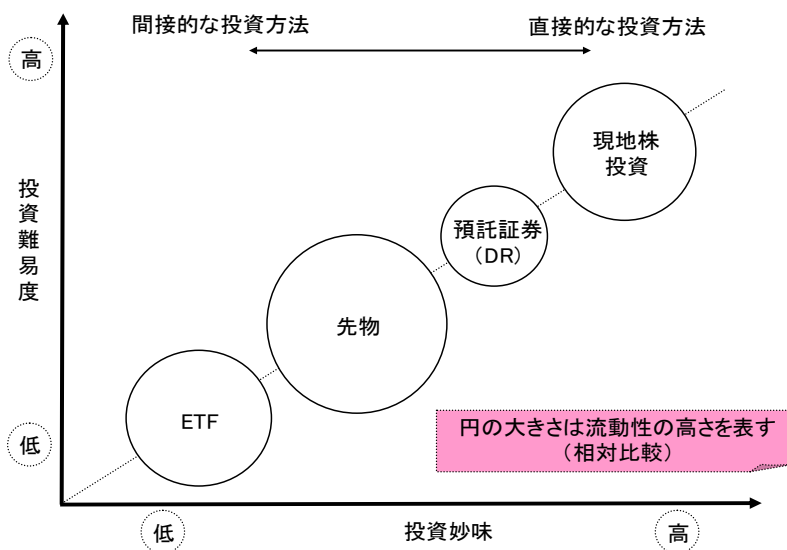 間接的な投資方法
直接的な投資方法
高
投資難易度
低
現地株
投資
預託証券
（DR）
先物
ETF
円の大きさは流動性の高さを表す
（相対比較）
低
投資妙味
高